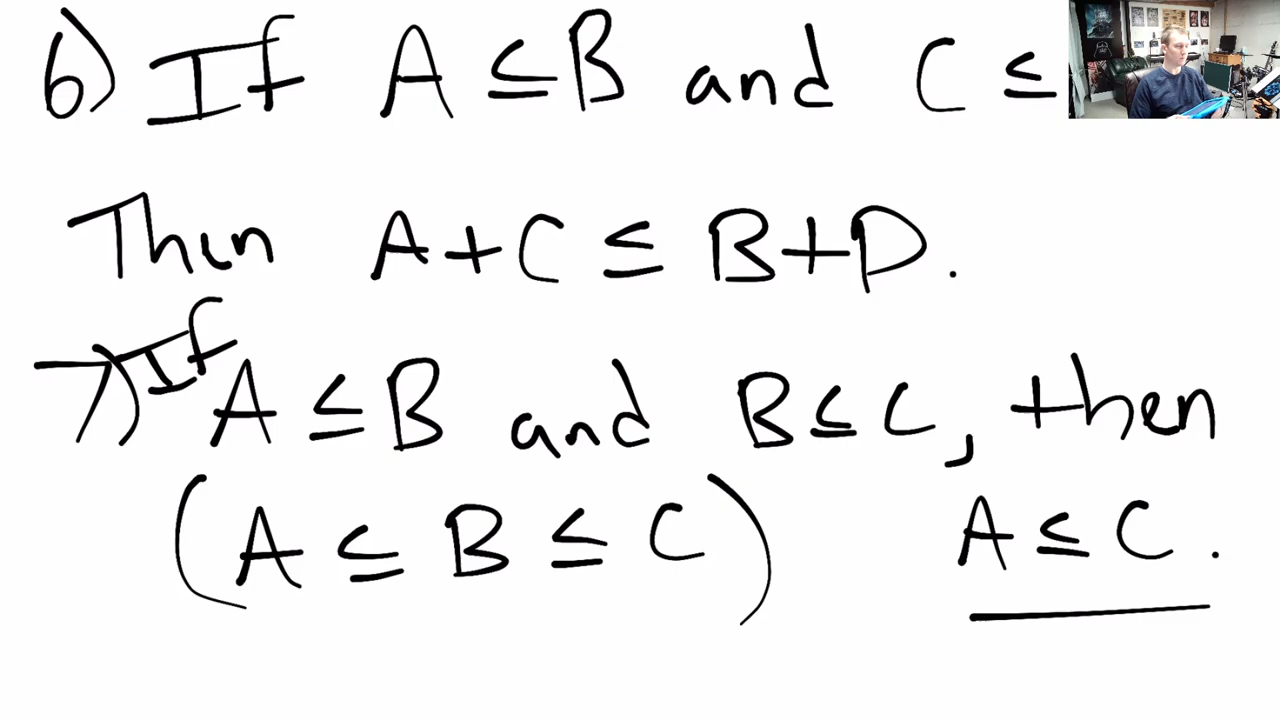 6) If A ≤ B and C ≤
Then A + C ≤ B + D.
7) If A ≤ B and B ≤ C, then
(A ≤ B ≤ C) A ≤ C.